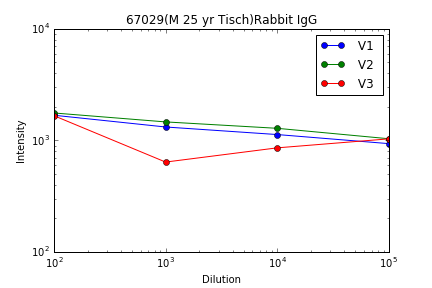 67029(M 25 yr Tisch)Rabbit IgG
10^4
10^3
10^2
Intensity
V1
V2
V3
10^2 10^3 10^4 10^5
Dilution